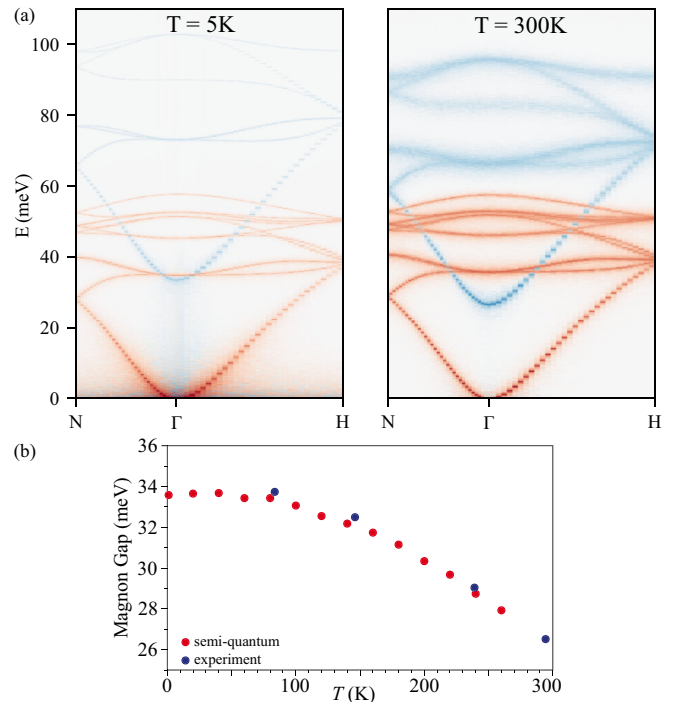 (a)
T = 5K
T = 300K
100
80
60
40
20
0
E (meV)
N
Γ
H
N
Γ
H
(b)
36
34
32
30
28
26
Magnon Gap (meV)
semi-quantum
experiment
0
100
200
300
T (K)